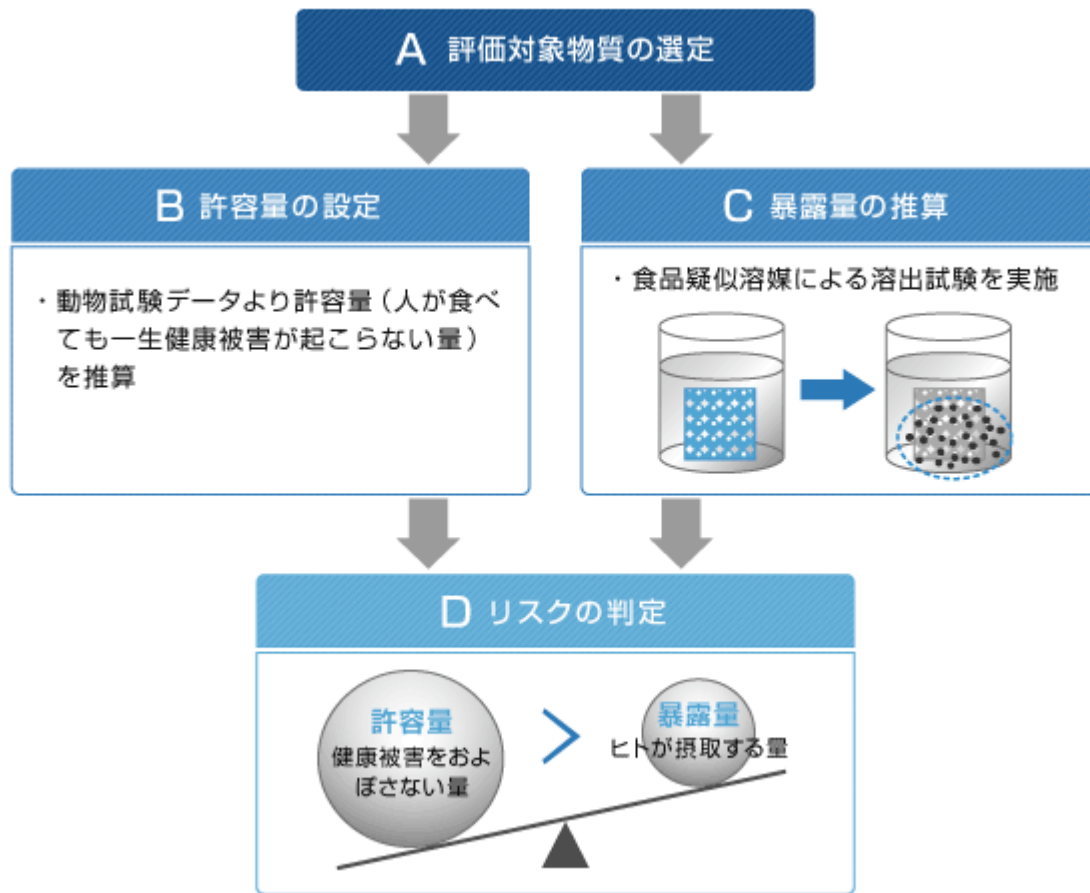 A 評価対象物質の選定
B 許容量の設定
・動物試験データより許容量（人が食べ
ても一生健康被害が起こらない量）
を推算
C 暴露量の推算
・食品疑似溶媒による溶出試験を実施
D リスクの判定
許容量
健康被害をおよ
ぼさない量
>
暴露量
ヒトが摂取する量